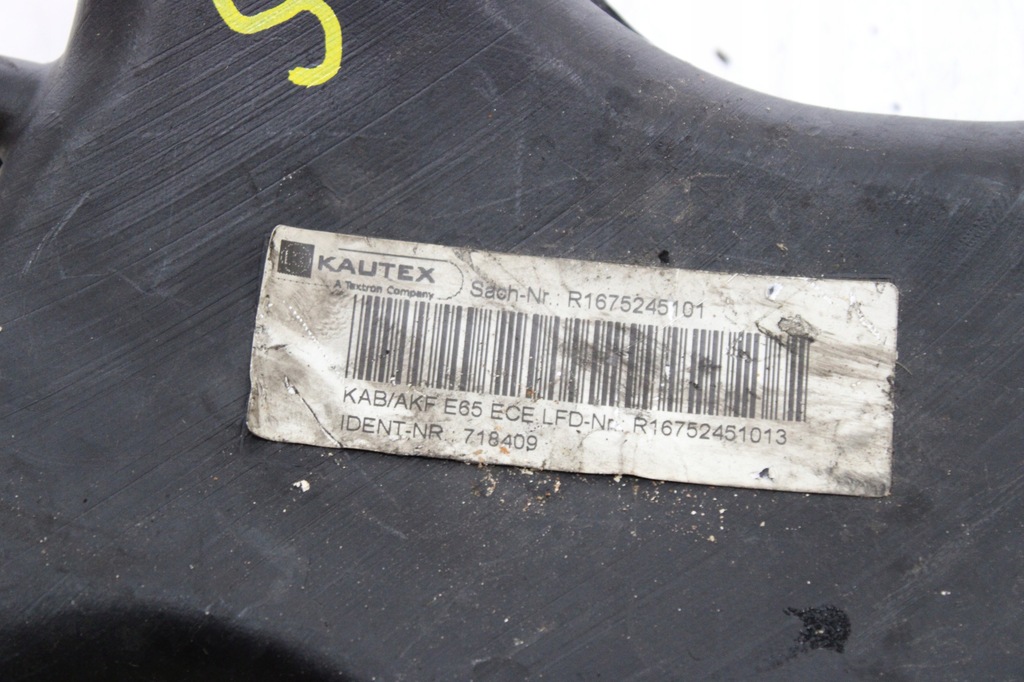 S
KAUTEX
A Textron Company
Sach-Nr.: R1675245101
KAB/AKF E65 ECE LFD-Nr.: R16752451013
IDENT-NR.: 718409